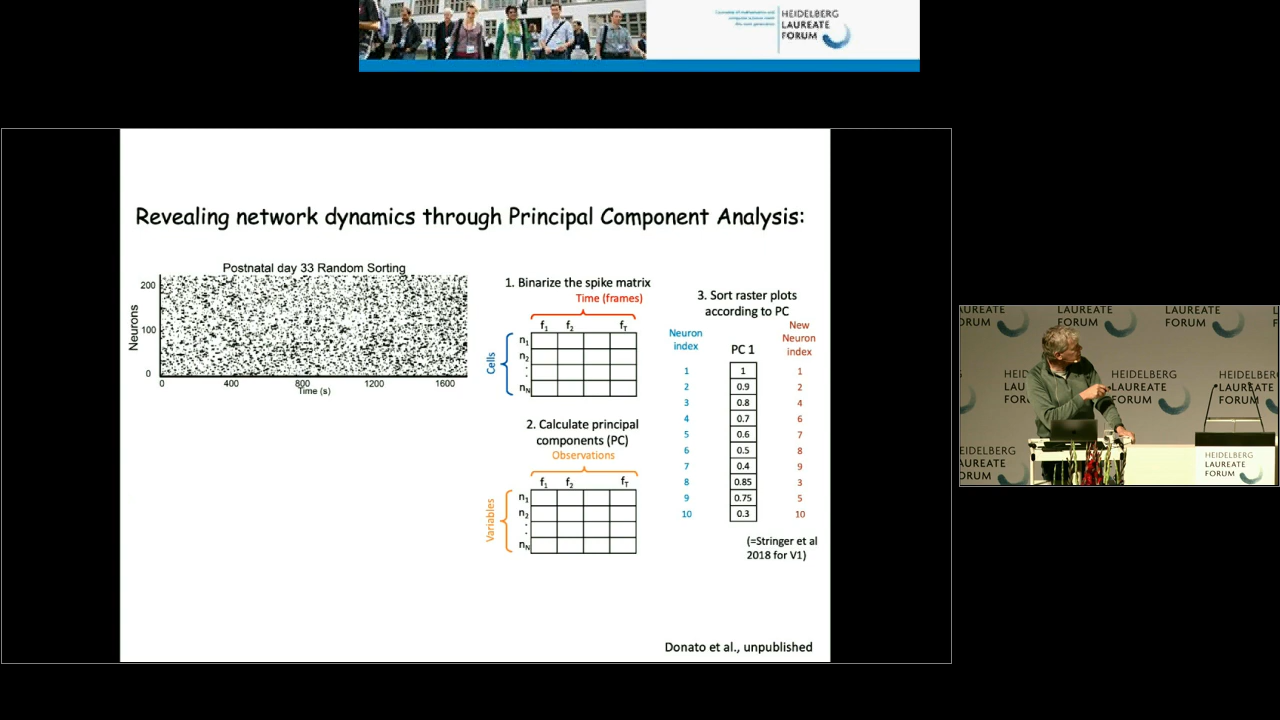 HEIDELBERG
LAUREATE
FORUM
Revealing network dynamics through Principal Component Analysis:
Postnatal day 33 Random Sorting
Neurons
200
100
0
0 400 800 1200 1600
Time (s)
1. Binarize the spike matrix
Time (frames)
f1 f2 fT
Cells
n1
n2
:
nN
2. Calculate principal
components (PC)
Observations
f1 f2 fT
Variables
n1
n2
:
nN
3. Sort raster plots
according to PC
Neuron
index
PC 1
New
Neuron
index
1 1 1
2 0.9 2
3 0.8 4
4 0.7 6
5 0.6 7
6 0.5 8
7 0.4 9
8 0.85 3
9 0.75 5
10 0.3 10
(=Stringer et al
2018 for V1)
Donato et al., unpublished
HEIDELBERG
LAUREATE
FORUM
HEIDELBERG
LAUREATE
FORUM